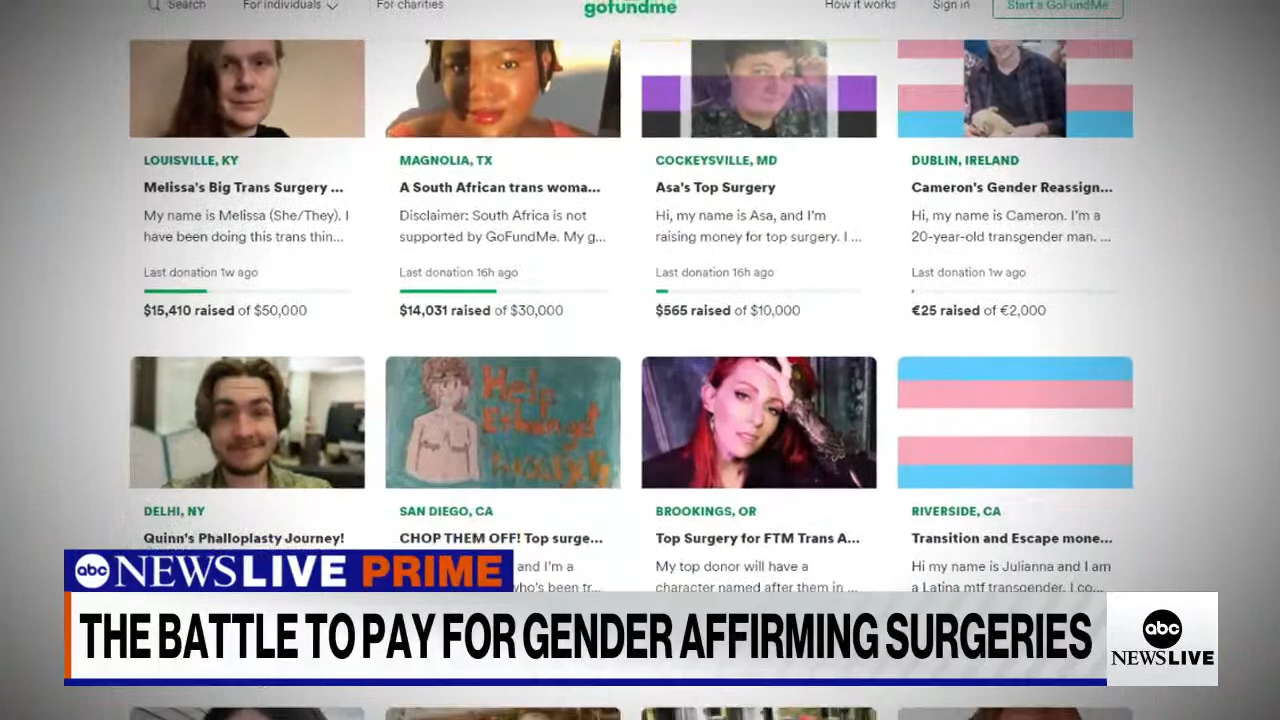 Search
For individuals
For charities
gofundme
How it works
Sign in
Start a GoFundMe
LOUISVILLE, KY
Melissa's Big Trans Surgery ...
My name is Melissa (She/They). I
have been doing this trans thin...
Last donation 1w ago
$15,410 raised of $50,000
MAGNOLIA, TX
A South African trans woma...
Disclaimer: South Africa is not
supported by GoFundMe. My g...
Last donation 16h ago
$14,031 raised of $30,000
COCKEYSVILLE, MD
Asa's Top Surgery
Hi, my name is Asa, and I'm
raising money for top surgery. I ...
Last donation 16h ago
$565 raised of $10,000
DUBLIN, IRELAND
Cameron's Gender Reassign...
Hi, my name is Cameron. I'm a
20-year-old transgender man. ...
Last donation 1w ago
€25 raised of €2,000
DELHI, NY
Quinn's Phalloplasty Journey!
Help
SAN DIEGO, CA
CHOP THEM OFF! Top surge...
and I'm a
who's been tr...
BROOKINGS, OR
Top Surgery for FTM Trans A...
My top donor will have a
character named after them in ...
RIVERSIDE, CA
Transition and Escape mone...
Hi my name is Julianna and I am
a Latina mtf transgender. I co...
abc NEWS LIVE PRIME
THE BATTLE TO PAY FOR GENDER AFFIRMING SURGERIES
abc
NEWS LIVE